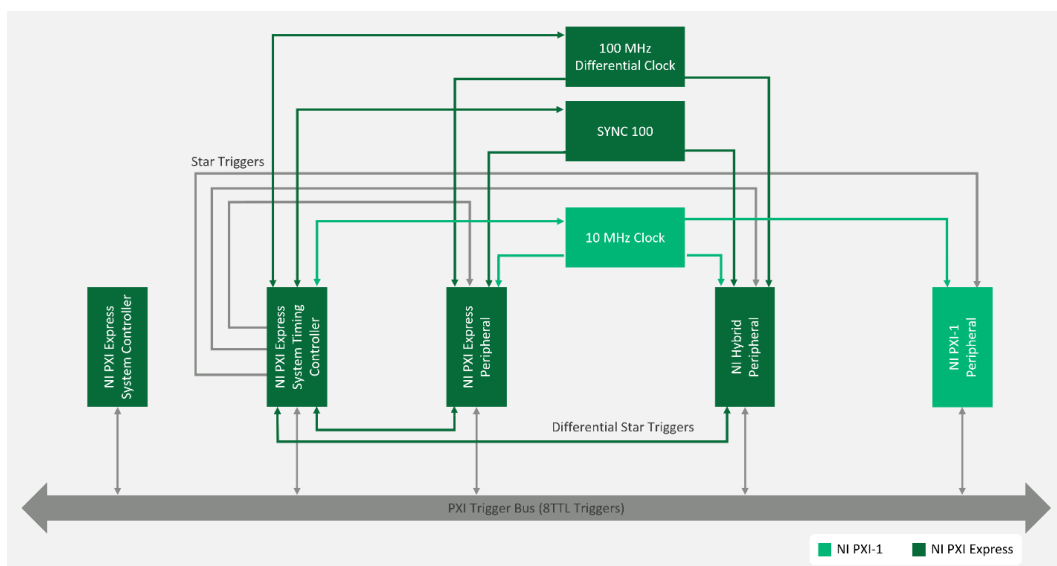 100 MHz
Differential Clock
SYNC 100
Star Triggers
10 MHz Clock
NI PXI Express
System Controller
NI PXI Express
System Timing
Controller
NI PXI Express
Peripheral
NI Hybrid
Peripheral
NI PXI-1
Peripheral
Differential Star Triggers
PXI Trigger Bus (8TTL Triggers)
NI PXI-1
NI PXI Express